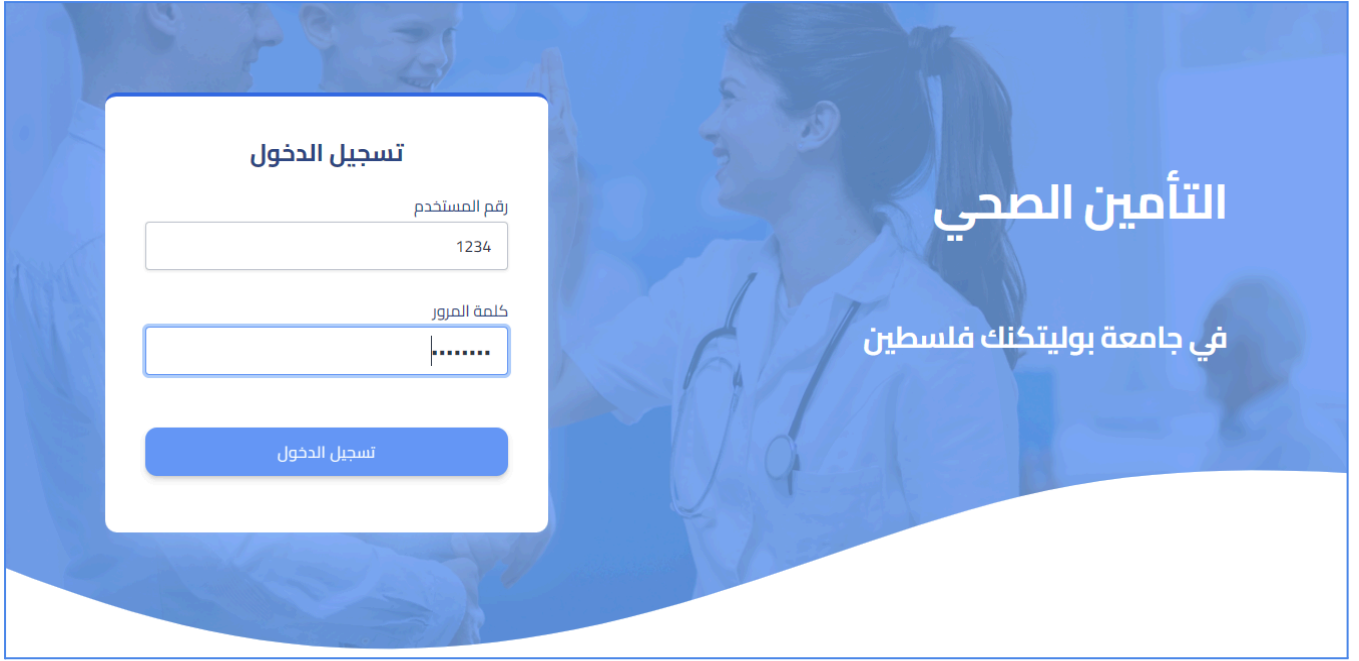 التأمين الصحي
في جامعة بوليتكنك فلسطين
تسجيل الدخول
رقم المستخدم
1234
كلمة المرور
........
تسجيل الدخول